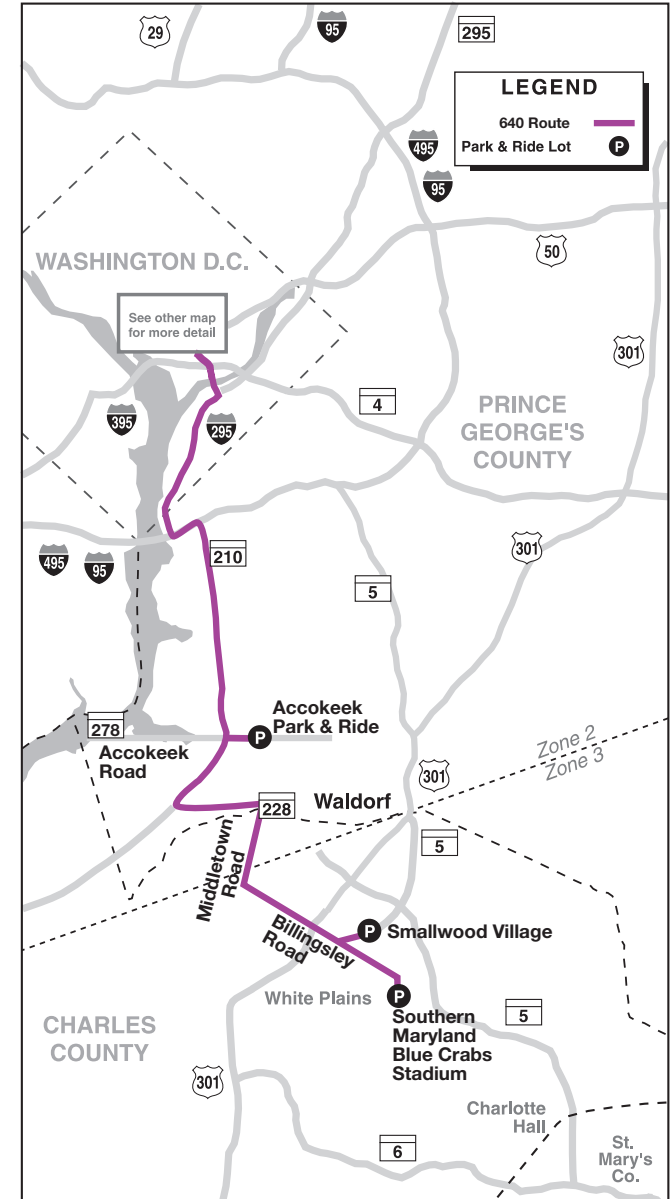 29
95
295
LEGEND
640 Route
Park & Ride Lot
P
495
95
WASHINGTON D.C.
50
See other map
for more detail
301
4
PRINCE
GEORGE'S
COUNTY
395
295
495
95
210
301
5
Accokeek
Park & Ride
P
278
Accokeek
Road
Zone 2
Zone 3
301
228
Waldorf
5
Middletown
Road
Billingsley
Road
P
Smallwood Village
White Plains
P
Southern
Maryland
Blue Crabs
Stadium
5
CHARLES
COUNTY
301
Charlotte
Hall
6
St.
Mary's
Co.